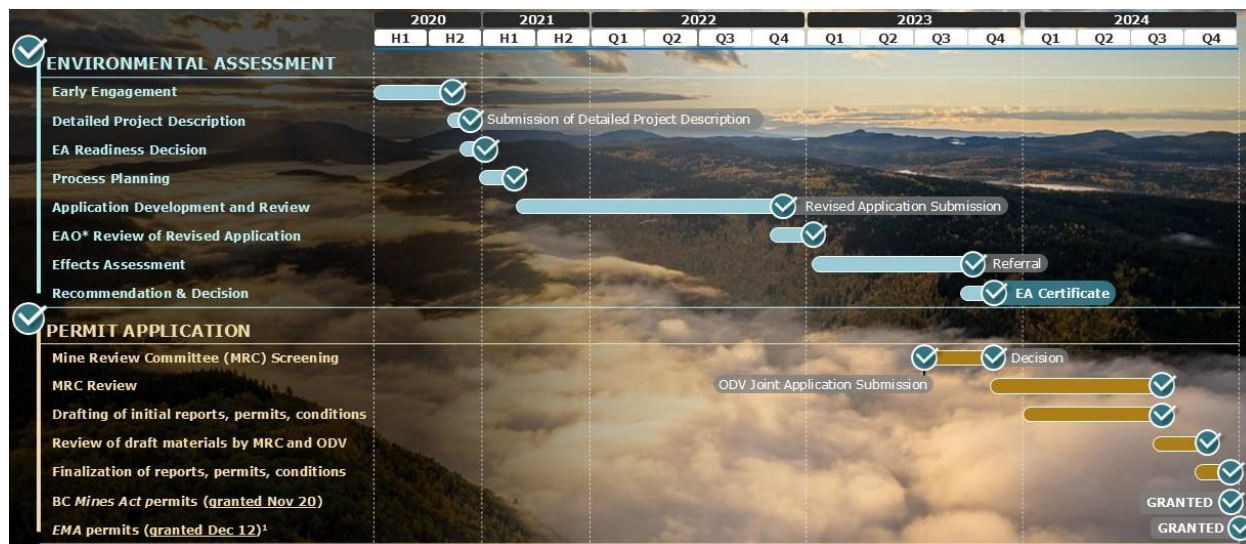 2020 2021 2022 2023 2024
H1 H2 H1 H2 Q1 Q2 Q3 Q4 Q1 Q2 Q3 Q4 Q1 Q2 Q3 Q4
ENVIRONMENTAL ASSESSMENT
Early Engagement
Detailed Project Description Submission of Detailed Project Description
EA Readiness Decision
Process Planning
Application Development and Review Revised Application Submission
EAO* Review of Revised Application
Effects Assessment Referral
Recommendation & Decision EA Certificate
PERMIT APPLICATION
Mine Review Committee (MRC) Screening Decision
MRC Review ODV Joint Application Submission
Drafting of initial reports, permits, conditions
Review of draft materials by MRC and ODV
Finalization of reports, permits, conditions
BC Mines Act permits (granted Nov 20) GRANTED
EMA permits (granted Dec 12)¹ GRANTED